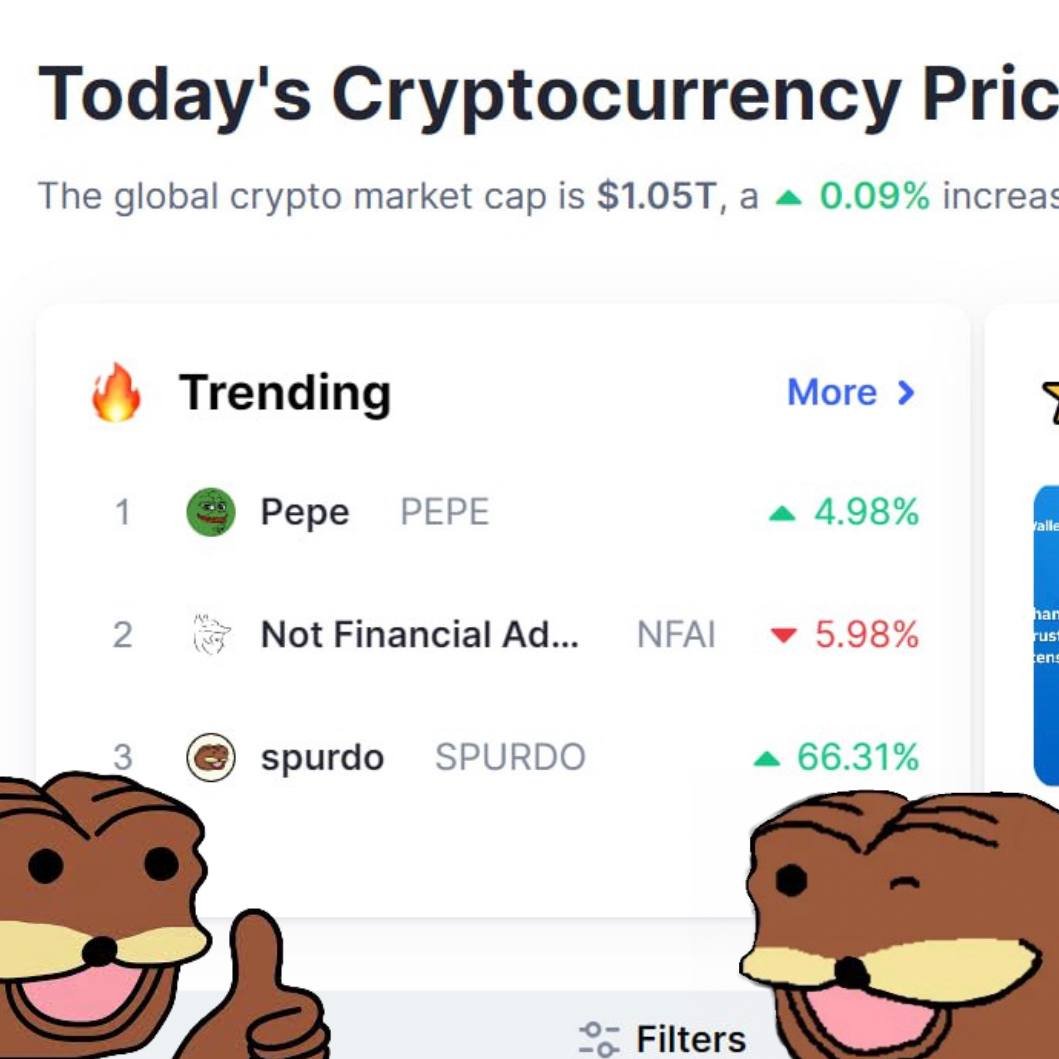 Today's Cryptocurrency Pric
The global crypto market cap is $1.05T, a ▲ 0.09% increas
Trending More
1 Pepe PEPE ▲ 4.98%
2 Not Financial Ad... NFAI ▼ 5.98%
3 spurdo SPURDO ▲ 66.31%
Filters